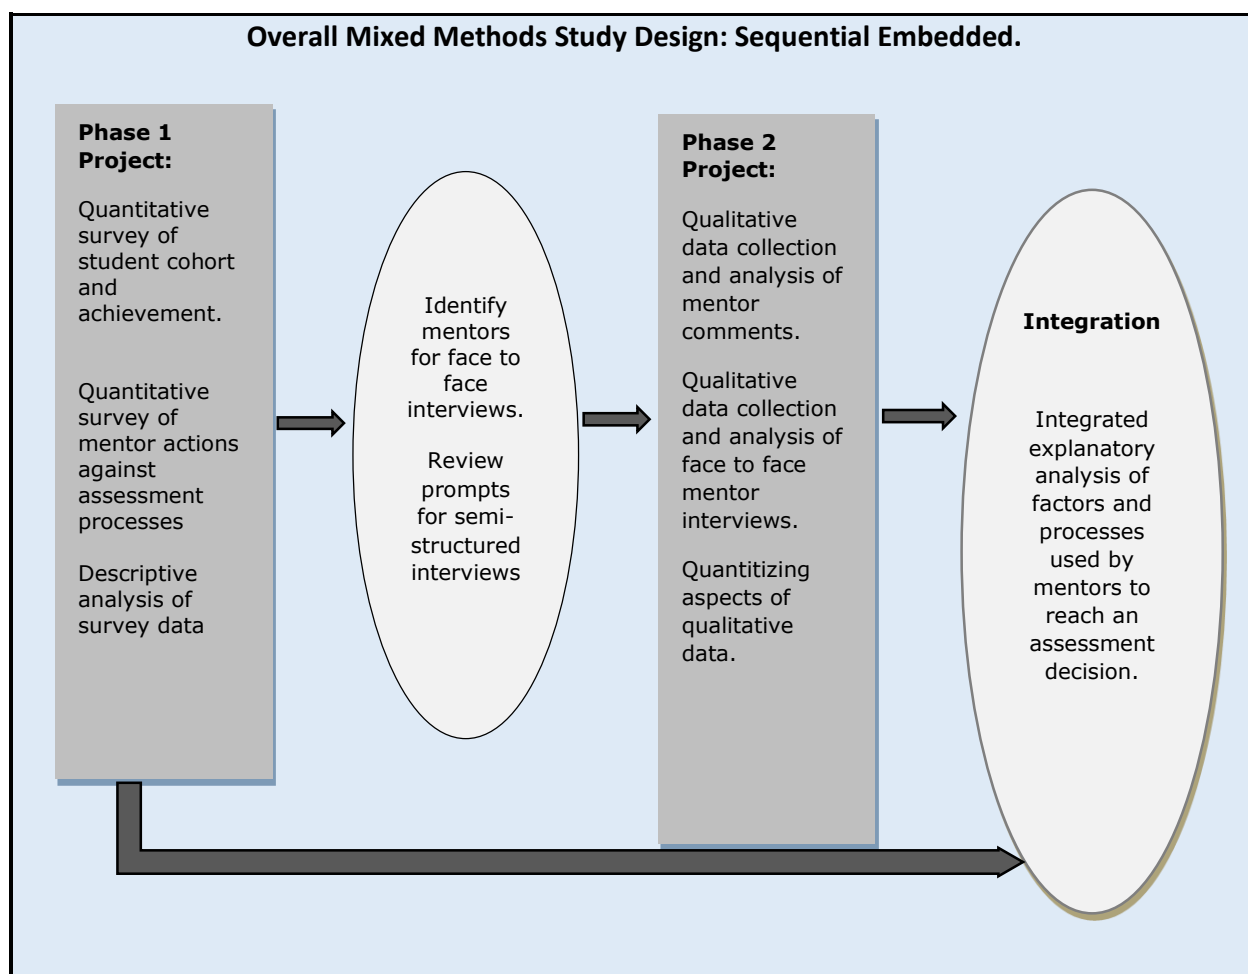 Overall Mixed Methods Study Design: Sequential Embedded.
Phase 1
Project:
Quantitative
survey of
student cohort
and
achievement.
Quantitative
survey of
mentor actions
against
assessment
processes
Descriptive
analysis of
survey data
Identify
mentors
for face to
face
interviews.
Review
prompts
for semi-
structured
interviews
Phase 2
Project:
Qualitative
data collection
and analysis of
mentor
comments.
Qualitative
data collection
and analysis of
face to face
mentor
interviews.
Quantitizing
aspects of
qualitative
data.
Integration
Integrated
explanatory
analysis of
factors and
processes
used by
mentors to
reach an
assessment
decision.